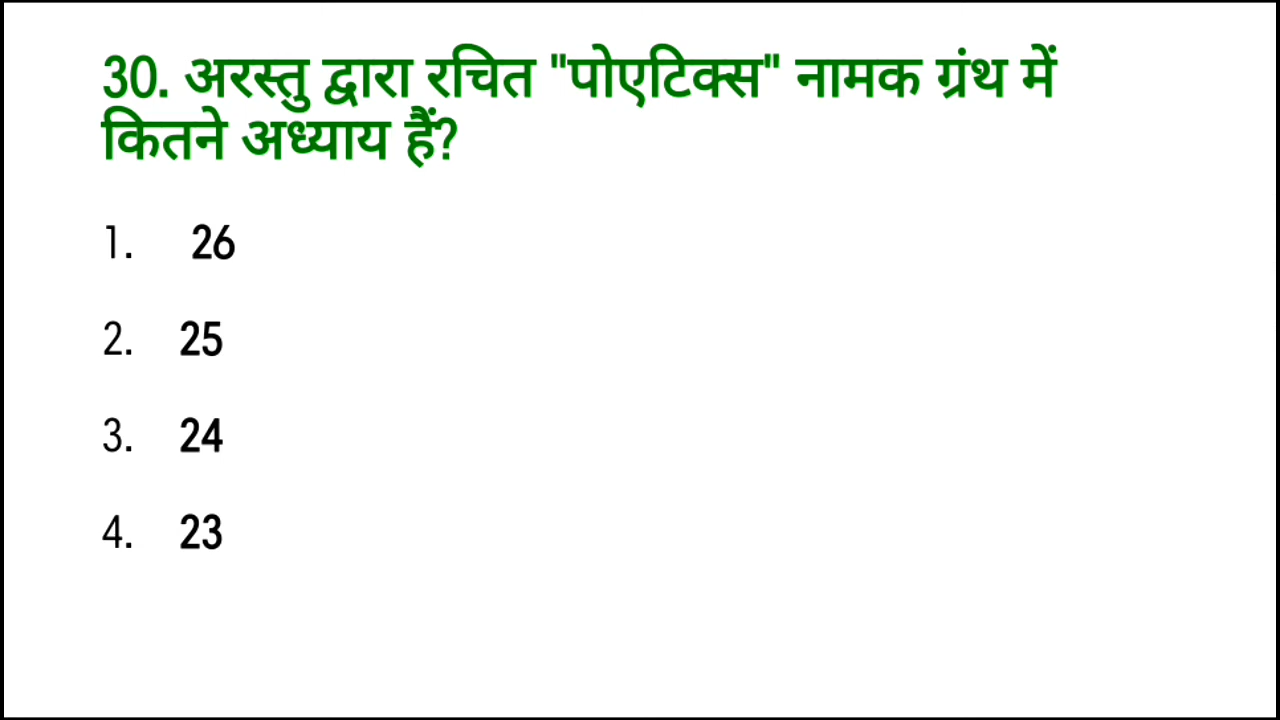 30. अरस्तु द्वारा रचित "पोएटिक्स" नामक ग्रंथ में
कितने अध्याय हैं?
1. 26
2. 25
3. 24
4. 23